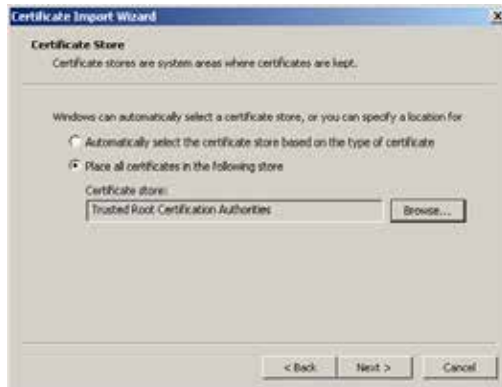 Certificate Import Wizard
X
Certificate Store
Certificate stores are system areas where certificates are kept.
Windows can automatically select a certificate store, or you can specify a location for
Automatically select the certificate store based on the type of certificate
Place all certificates in the following store
Certificate store:
Trusted Root Certification Authorities
Browse...
< Back
Next >
Cancel